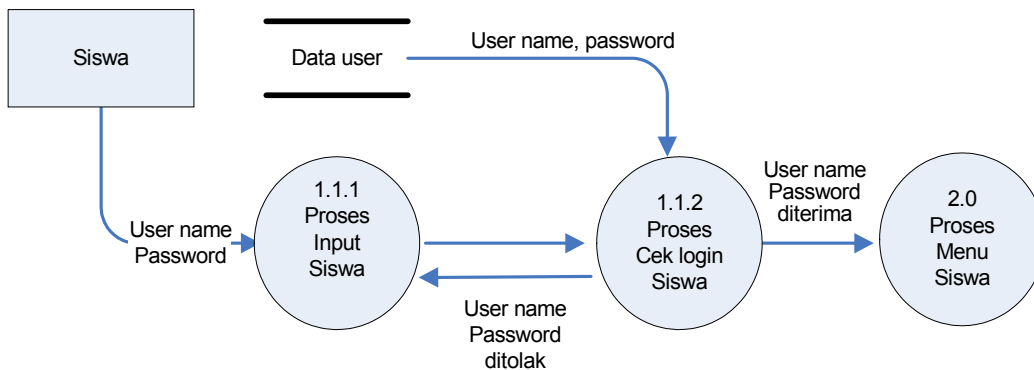 Siswa
Data user
User name, password
User name
Password
1.1.1
Proses
Input
Siswa
User name
Password
ditolak
1.1.2
Proses
Cek login
Siswa
User name
Password
diterima
2.0
Proses
Menu
Siswa